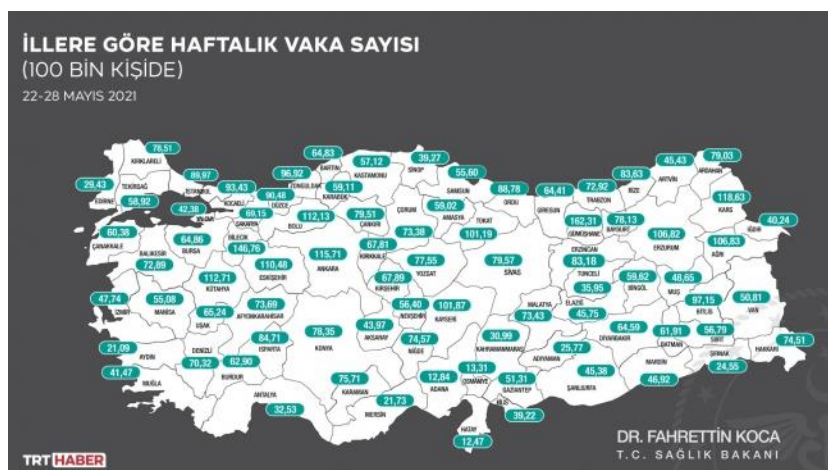 İLLERE GÖRE HAFTALIK VAKA SAYISI
(100 BİN KİŞİDE)
22-28 MAYIS 2021
78,51
KIRKLARELİ
29,43
EDİRNE
TEKİRDAĞ
58,92
89,97
İSTANBUL
42,38
93,43
KOCAELİ
69,15
SAKARYA
90,48
DÜZCE
96,92
ZONGULDAK
64,83
BARTIN
59,11
KARABÜK
57,12
KASTAMONU
39,27
SİNOP
55,60
SAMSUN
88,78
ORDU
64,41
GİRESUN
72,92
TRABZON
83,63
RİZE
45,43
ARTVİN
79,03
ARDAHAN
118,63
KARS
40,24
IĞDIR
60,38
ÇANAKKALE
BALIKESİR
72,89
64,86
BURSA
BİLECİK
146,76
112,13
BOLU
79,51
ÇANKIRI
ÇORUM
73,38
59,02
AMASYA
TOKAT
101,19
162,31
GÜMÜŞHANE
78,13
BAYBURT
ERZİNCAN
83,18
106,82
ERZURUM
106,83
AĞRI
112,71
KÜTAHYA
110,48
ESKİŞEHİR
115,71
ANKARA
67,81
KIRIKKALE
77,55
YOZGAT
79,57
SİVAS
TUNCELİ
35,95
59,62
BİNGÖL
48,65
MUŞ
47,74
İZMİR
55,08
MANİSA
65,24
UŞAK
73,69
AFYONKARAHİSAR
67,89
KIRŞEHİR
56,40
NEVŞEHİR
101,87
KAYSERİ
MALATYA
73,43
ELAZIĞ
45,75
97,15
BİTLİS
50,81
VAN
21,09
AYDIN
DENİZLİ
70,32
84,71
ISPARTA
62,90
BURDUR
78,35
KONYA
43,97
AKSARAY
74,57
NİĞDE
30,99
KAHRAMANMARAŞ
25,77
ADIYAMAN
64,59
DİYARBAKIR
61,91
BATMAN
56,79
SİİRT
ŞIRNAK
24,55
74,51
HAKKARİ
41,47
MUĞLA
ANTALYA
32,53
75,71
KARAMAN
21,73
MERSİN
12,84
ADANA
13,31
OSMANİYE
51,31
GAZİANTEP
KİLİS
39,22
45,38
ŞANLIURFA
MARDİN
46,92
HATAY
12,47
DR. FAHRETTİN KOCA
T.C. SAĞLIK BAKANI
TRT HABER